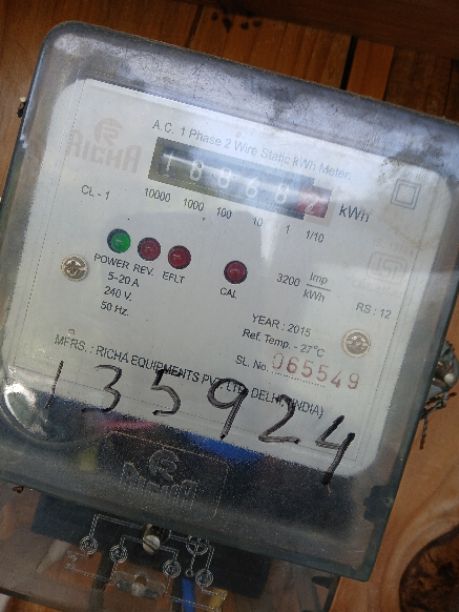 RICHA
A.C. 1 Phase 2 Wire Static kWh Meter.
kWh
CL - 1
10000 1000 100 10 1 1/10
POWER REV. EFLT
CAL
3200 Imp/kWh
5-20 A
240 V.
50 Hz.
RS : 12
YEAR : 2015
Ref. Temp. - 27°C
SL. No. 065549
MFRS. : RICHA EQUIPMENTS PVT. LTD. DELHI (INDIA)
135924
RICHA